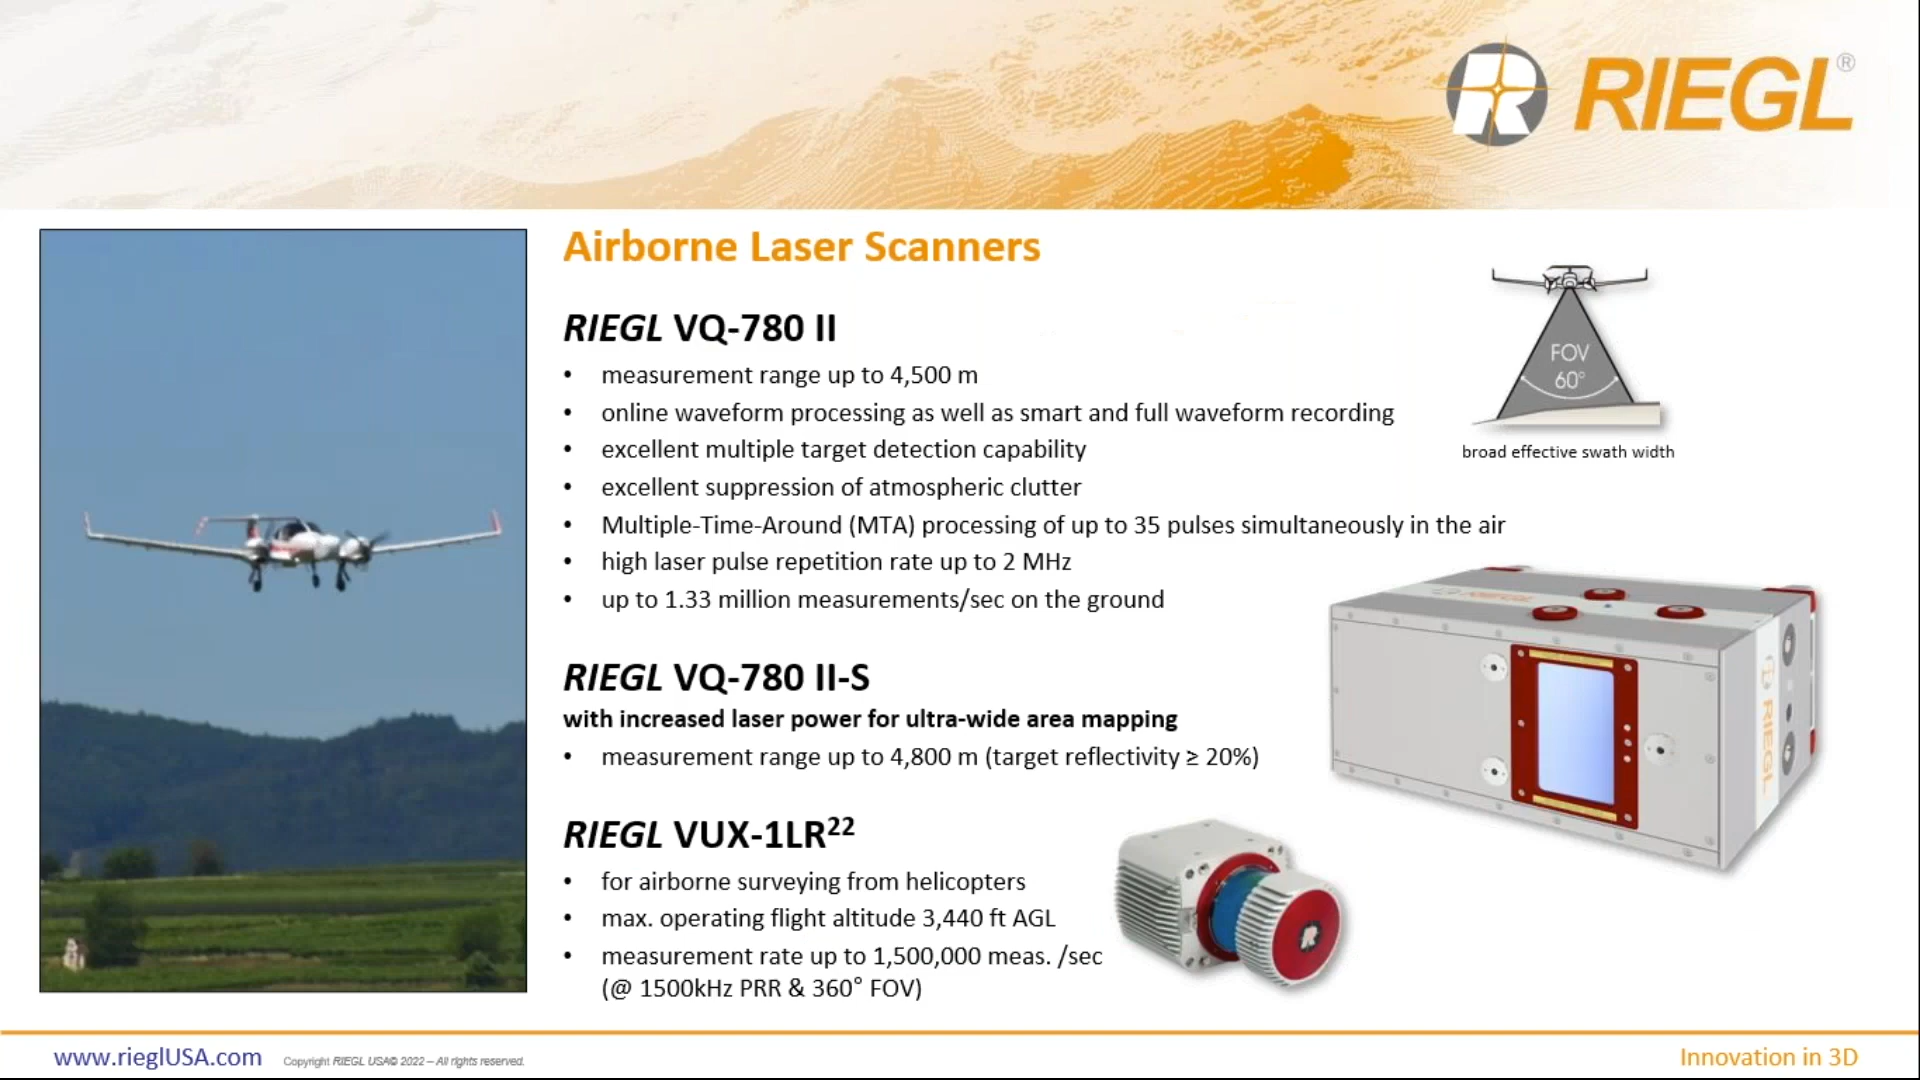 RIEGL®
Airborne Laser Scanners
RIEGL VQ-780 II
• measurement range up to 4,500 m
• online waveform processing as well as smart and full waveform recording
• excellent multiple target detection capability
• excellent suppression of atmospheric clutter
• Multiple-Time-Around (MTA) processing of up to 35 pulses simultaneously in the air
• high laser pulse repetition rate up to 2 MHz
• up to 1.33 million measurements/sec on the ground
FOV
60°
broad effective swath width
RIEGL VQ-780 II-S
with increased laser power for ultra-wide area mapping
• measurement range up to 4,800 m (target reflectivity ≥ 20%)
RIEGL
RIEGL
RIEGL VUX-1LR²²
• for airborne surveying from helicopters
• max. operating flight altitude 3,440 ft AGL
• measurement rate up to 1,500,000 meas. /sec
(@ 1500kHz PRR & 360° FOV)
R
www.rieglUSA.com
Copyright RIEGL USA© 2022 – All rights reserved.
Innovation in 3D